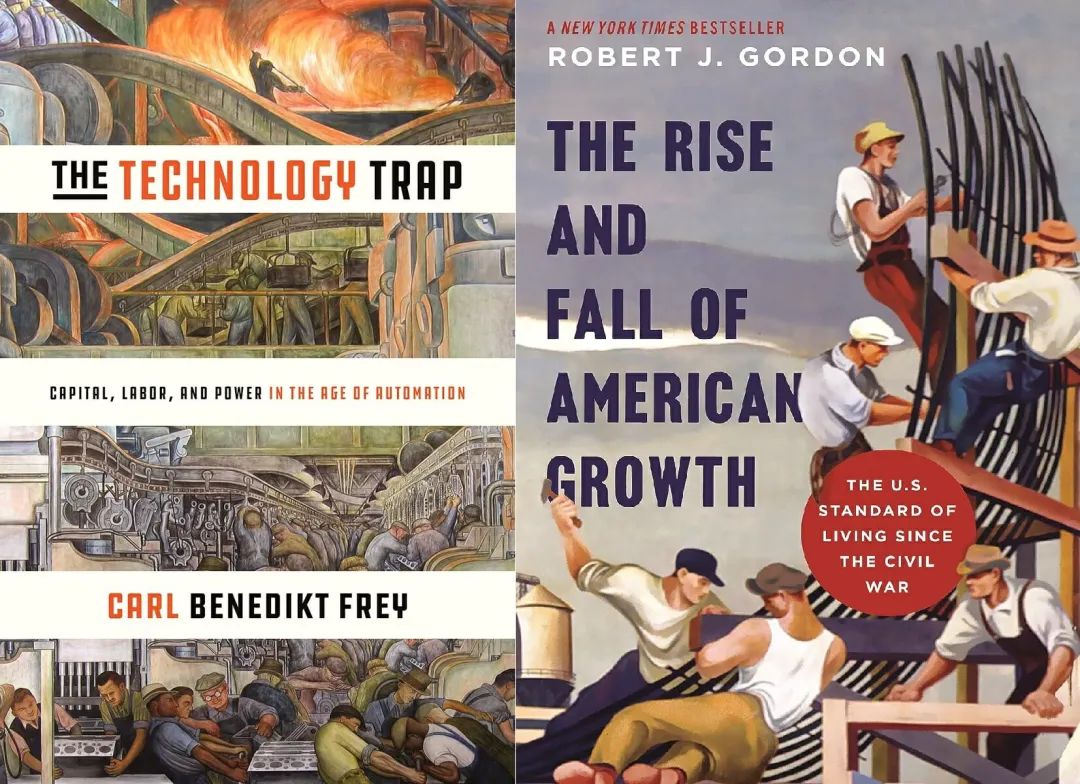 THE TECHNOLOGY TRAP
CAPITAL, LABOR, AND POWER IN THE AGE OF AUTOMATION
CARL BENEDIKT FREY
A NEW YORK TIMES BESTSELLER
ROBERT J. GORDON
THE RISE
AND
FALL OF
AMERICAN
GROWTH
THE U.S.
STANDARD OF
LIVING SINCE
THE CIVIL
WAR